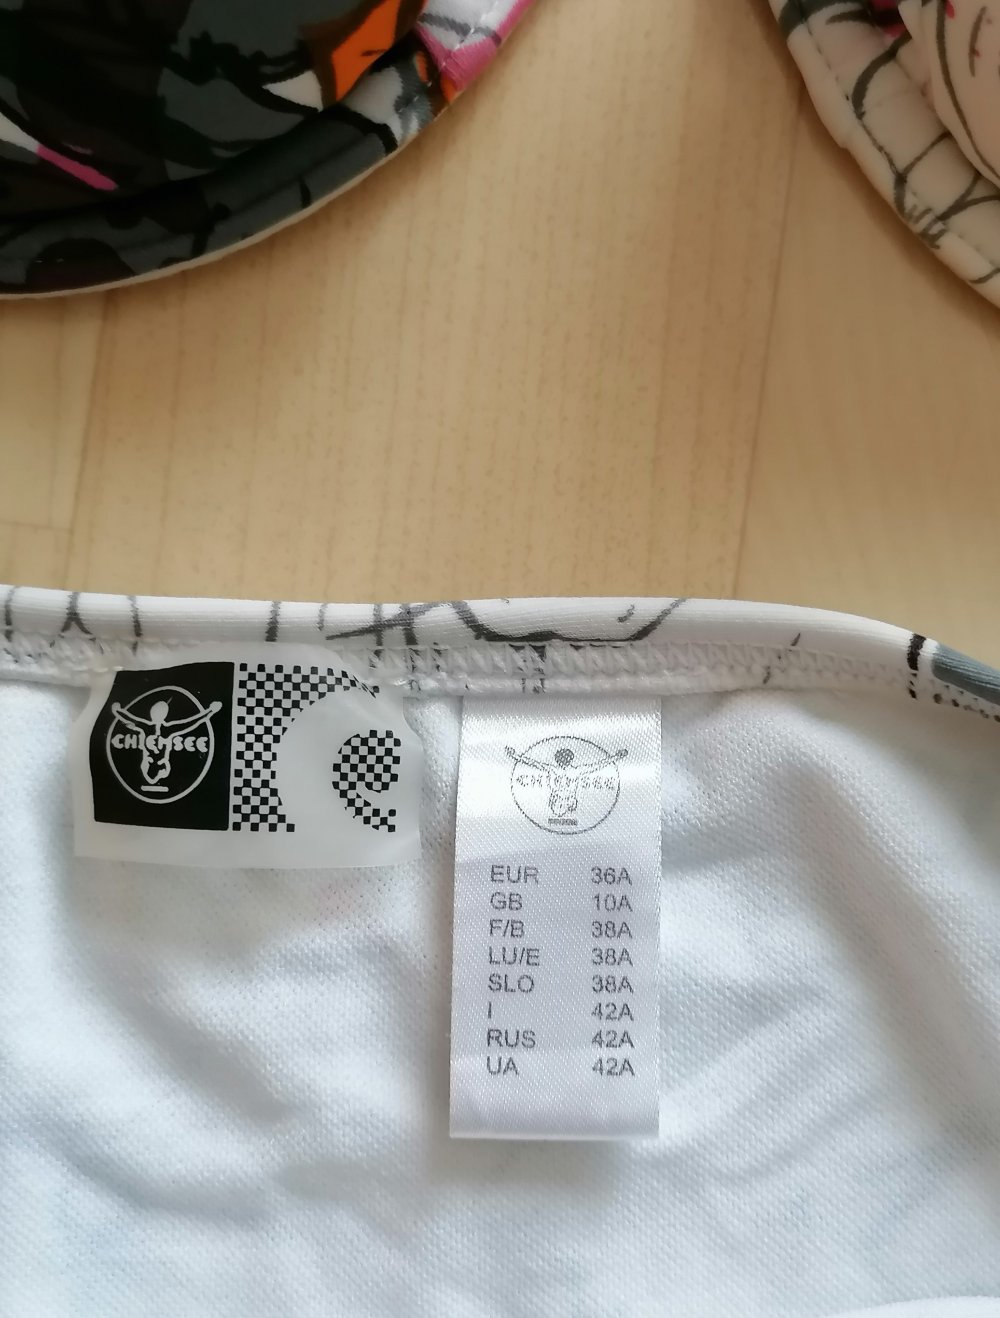 CHIEMSEE
CHIEMSEE
EUR 36A
GB 10A
F/B 38A
LU/E 38A
SLO 38A
I 42A
RUS 42A
UA 42A